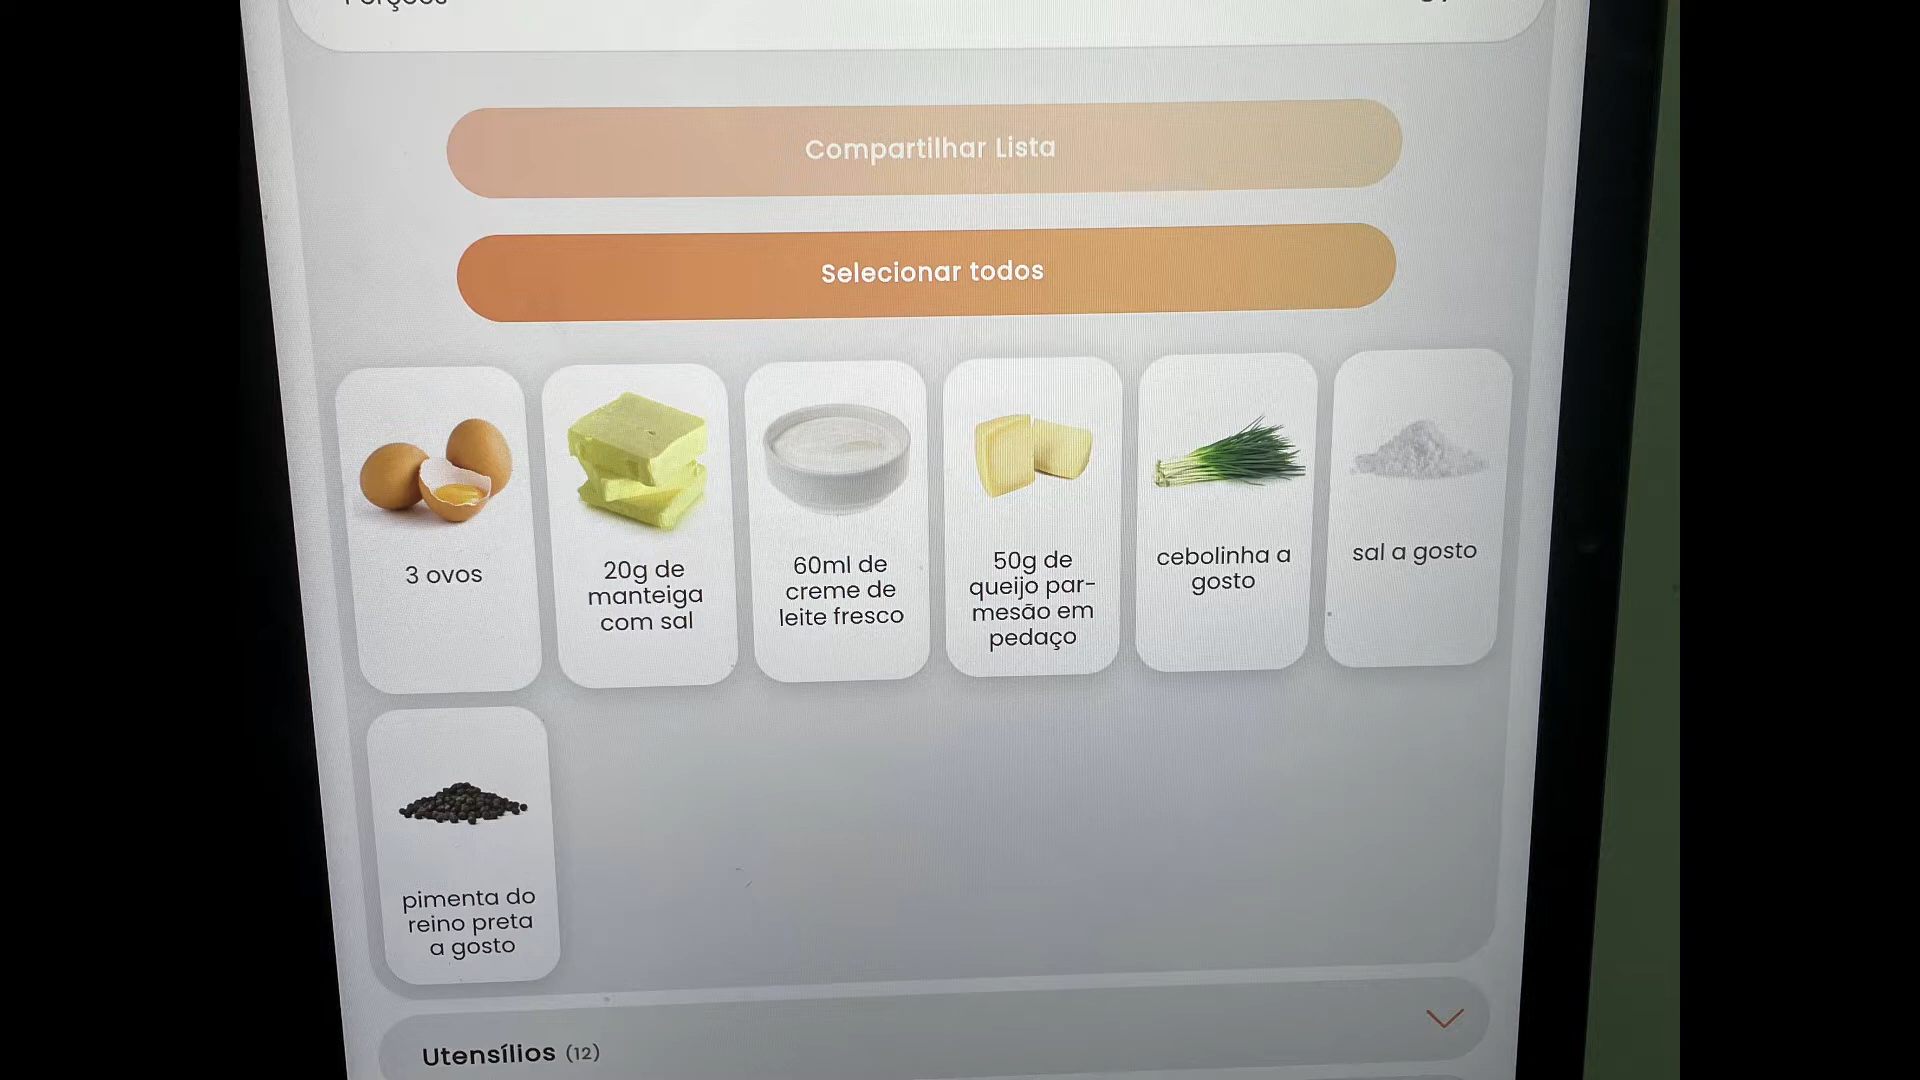 Porções
Compartilhar Lista
Selecionar todos
3 ovos
20g de
manteiga
com sal
60ml de
creme de
leite fresco
50g de
queijo par-
mesão em
pedaço
cebolinha a
gosto
sal a gosto
pimenta do
reino preta
a gosto
Utensílios (12)